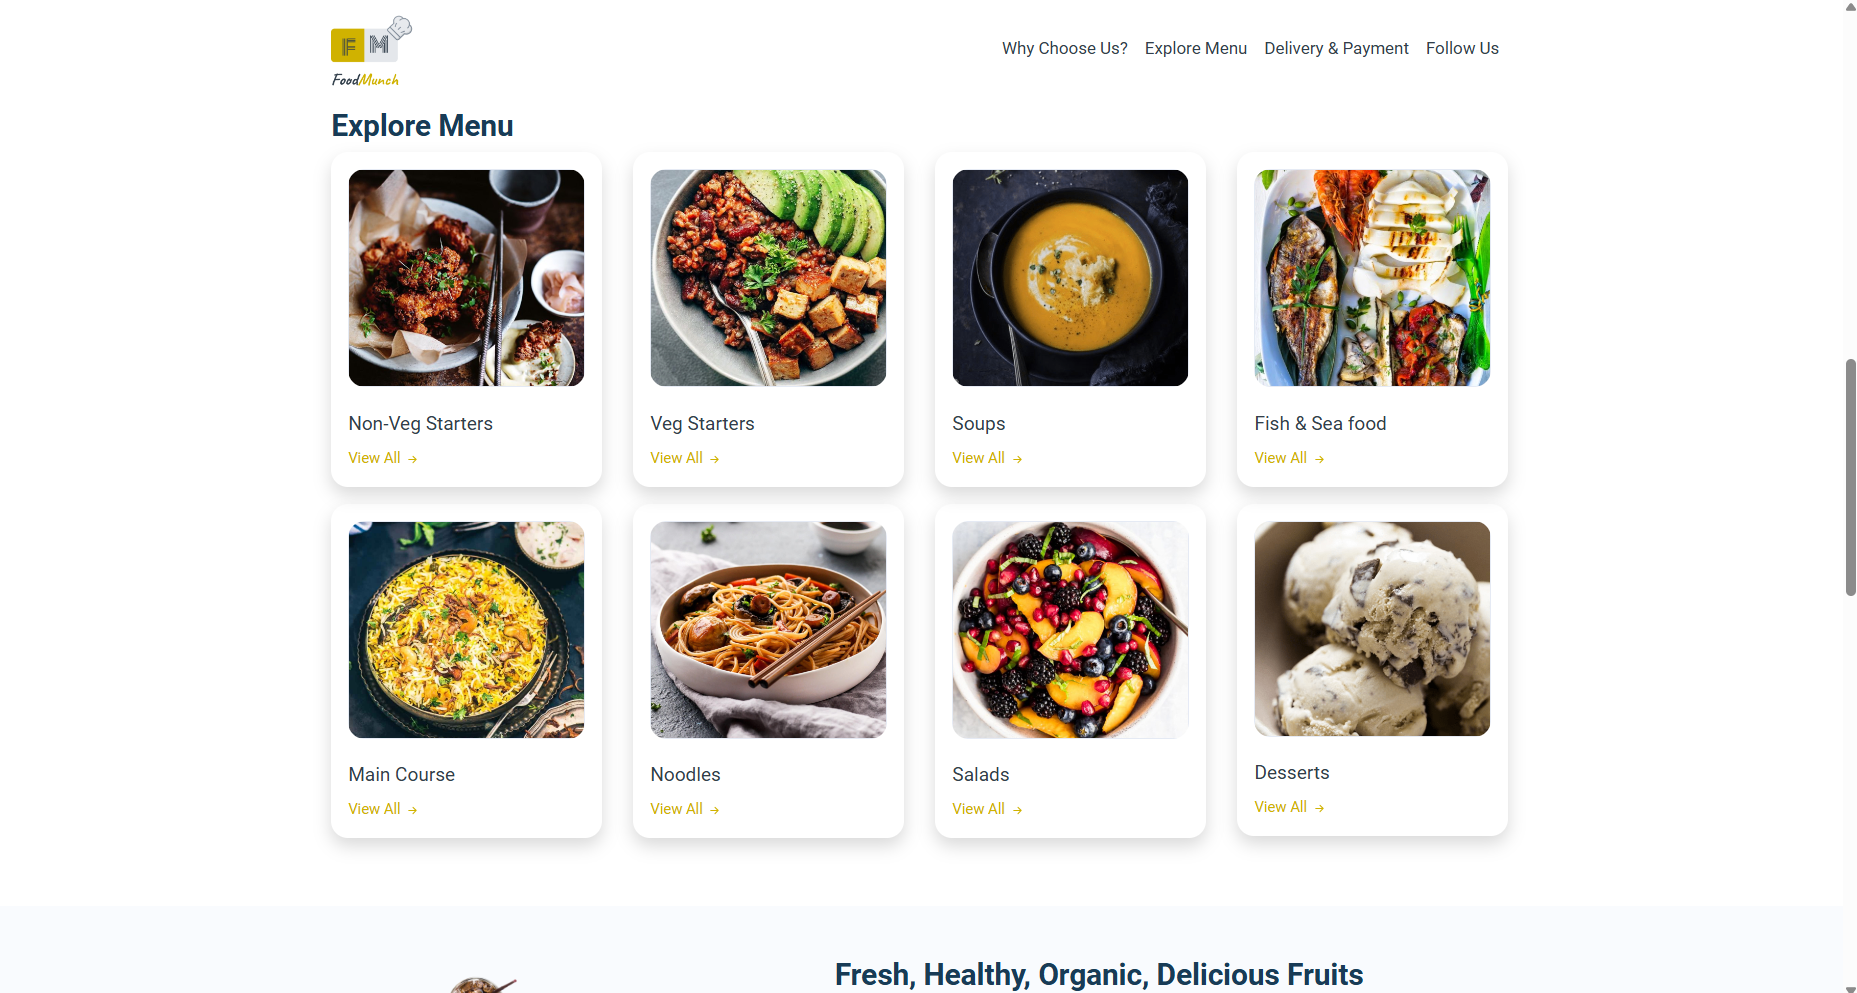 F M
FoodMunch
Why Choose Us? Explore Menu Delivery & Payment Follow Us
Explore Menu
Non-Veg Starters
View All →
Veg Starters
View All →
Soups
View All →
Fish & Sea food
View All →
Main Course
View All →
Noodles
View All →
Salads
View All →
Desserts
View All →
Fresh, Healthy, Organic, Delicious Fruits